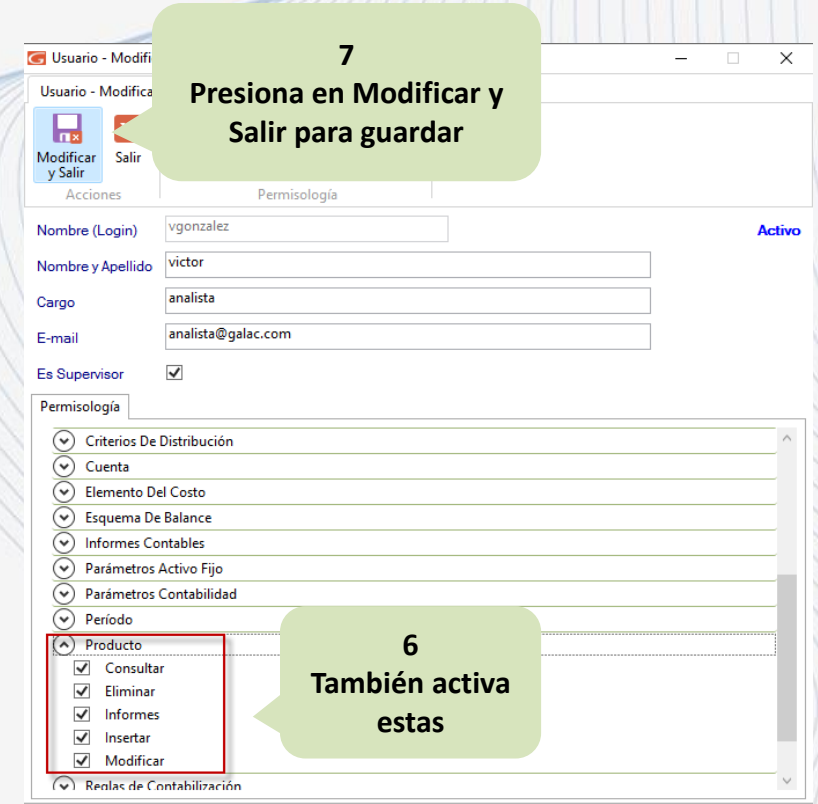 Usuario - Modifi
Usuario - Modifica
7
Presiona en Modificar y
Salir para guardar
Modificar
y Salir
Salir
Acciones
Permisología
Nombre (Login)
vgonzalez
Activo
Nombre y Apellido
victor
Cargo
analista
E-mail
analista@galac.com
Es Supervisor
Permisología
Criterios De Distribución
Cuenta
Elemento Del Costo
Esquema De Balance
Informes Contables
Parámetros Activo Fijo
Parámetros Contabilidad
Período
Producto
Consultar
Eliminar
Informes
Insertar
Modificar
6
También activa
estas
Reglas de Contabilización